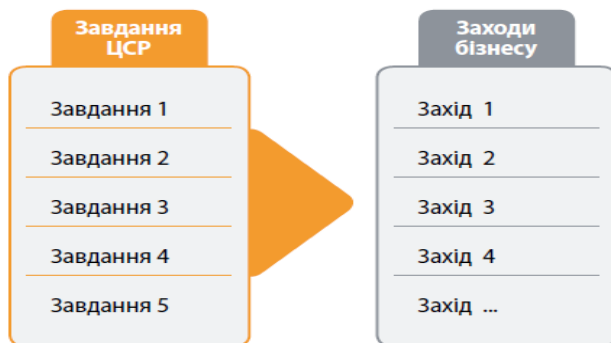 Завдання
ЦСР
Завдання 1
Завдання 2
Завдання 3
Завдання 4
Завдання 5
Заходи
бізнесу
Захід 1
Захід 2
Захід 3
Захід 4
Захід ...